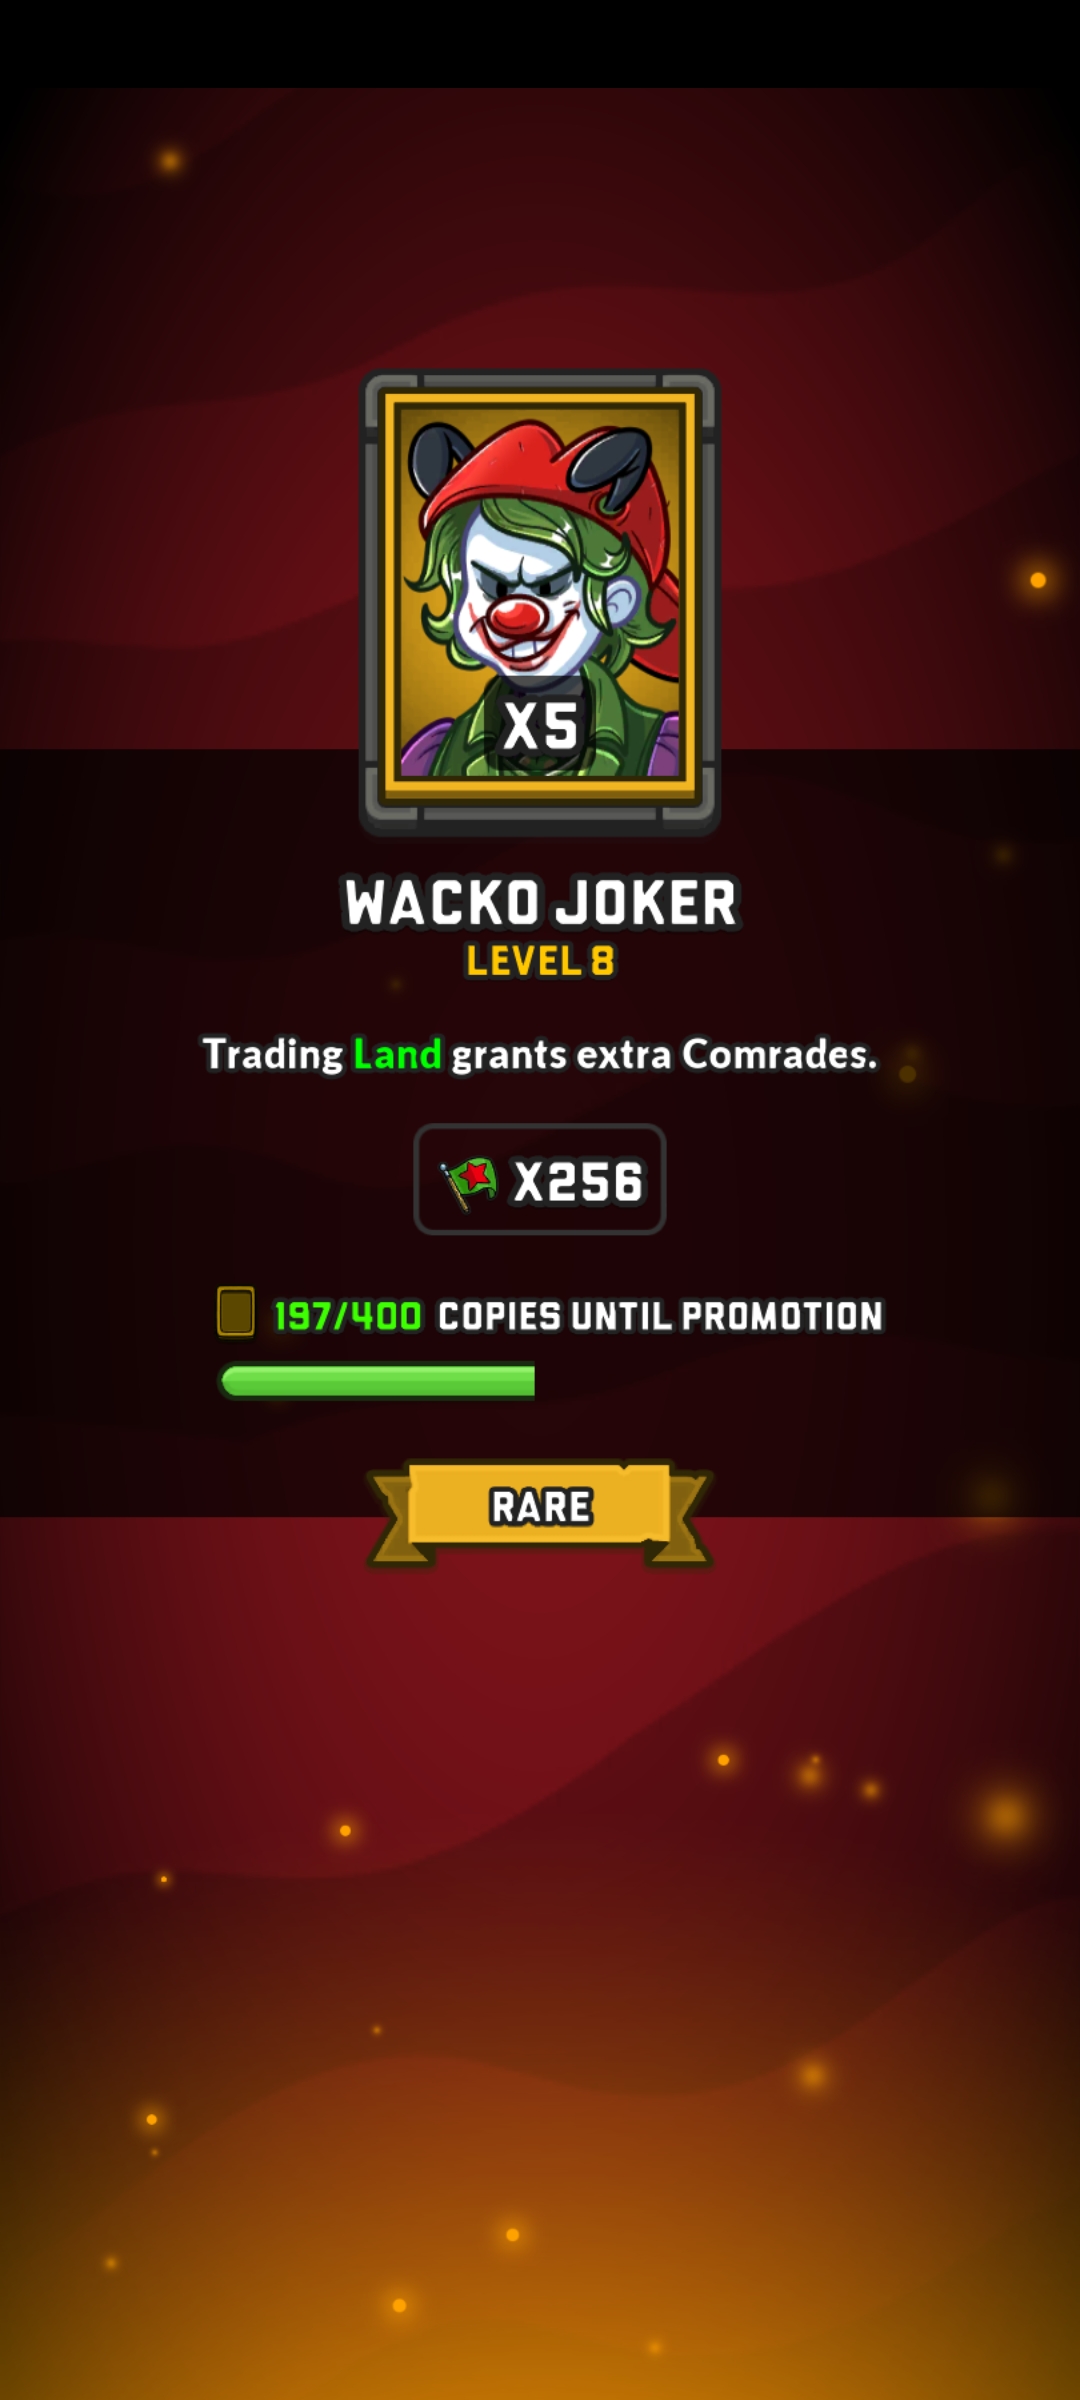 X5
WACKO JOKER
LEVEL 8
Trading Land grants extra Comrades.
X256
197/400 COPIES UNTIL PROMOTION
RARE